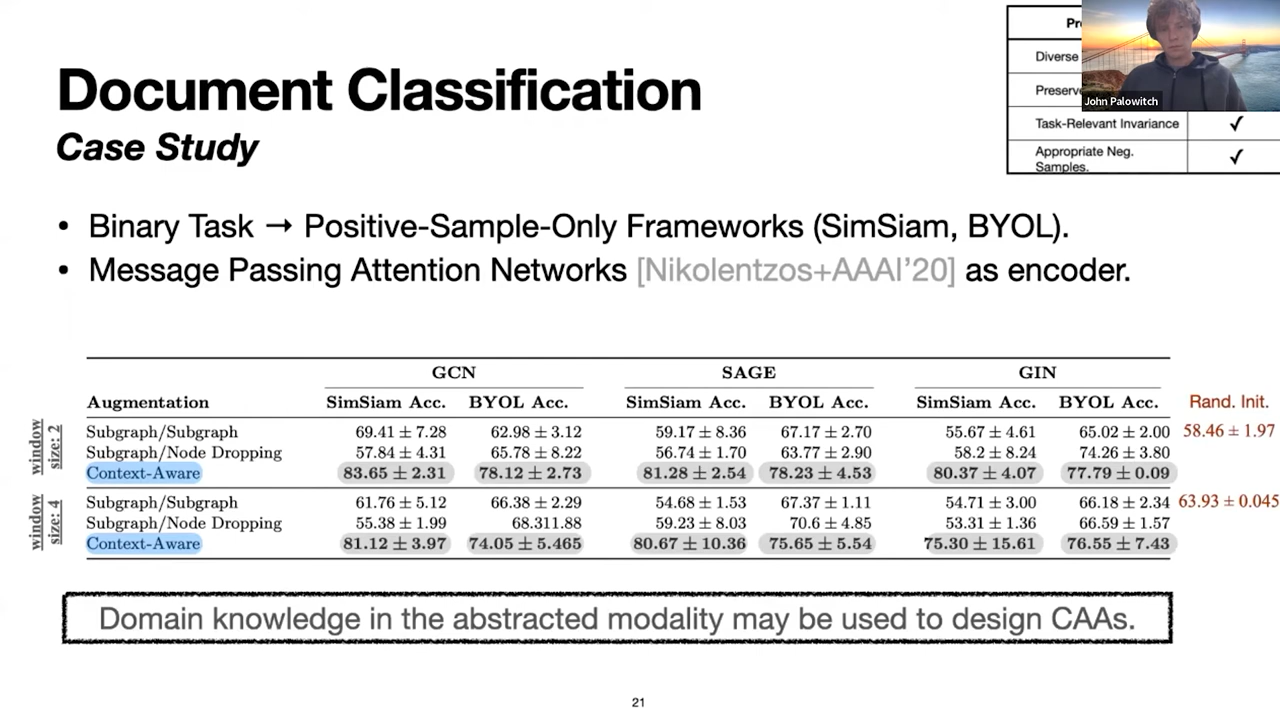 Document Classification
Case Study
Diverse
Task-Relevant Invariance ✓
Appropriate Neg. ✓
Samples.
John Palowitch
• Binary Task → Positive-Sample-Only Frameworks (SimSiam, BYOL).
• Message Passing Attention Networks [Nikolentzos+AAAI’20] as encoder.
GCN SAGE GIN
Augmentation SimSiam Acc. BYOL Acc. SimSiam Acc. BYOL Acc. SimSiam Acc. BYOL Acc. Rand. Init.
window
size: 2
Subgraph/Subgraph 69.41 ± 7.28 62.98 ± 3.12 59.17 ± 8.36 67.17 ± 2.70 55.67 ± 4.61 65.02 ± 2.00 58.46 ± 1.97
Subgraph/Node Dropping 57.84 ± 4.31 65.78 ± 8.22 56.74 ± 1.70 63.77 ± 2.90 58.2 ± 8.24 74.26 ± 3.80
Context-Aware 83.65 ± 2.31 78.12 ± 2.73 81.28 ± 2.54 78.23 ± 4.53 80.37 ± 4.07 77.79 ± 0.09
window
size: 4
Subgraph/Subgraph 61.76 ± 5.12 66.38 ± 2.29 54.68 ± 1.53 67.37 ± 1.11 54.71 ± 3.00 66.18 ± 2.34 63.93 ± 0.045
Subgraph/Node Dropping 55.38 ± 1.99 68.311.88 59.23 ± 8.03 70.6 ± 4.85 53.31 ± 1.36 66.59 ± 1.57
Context-Aware 81.12 ± 3.97 74.05 ± 5.465 80.67 ± 10.36 75.65 ± 5.54 75.30 ± 15.61 76.55 ± 7.43
Domain knowledge in the abstracted modality may be used to design CAAs.
21